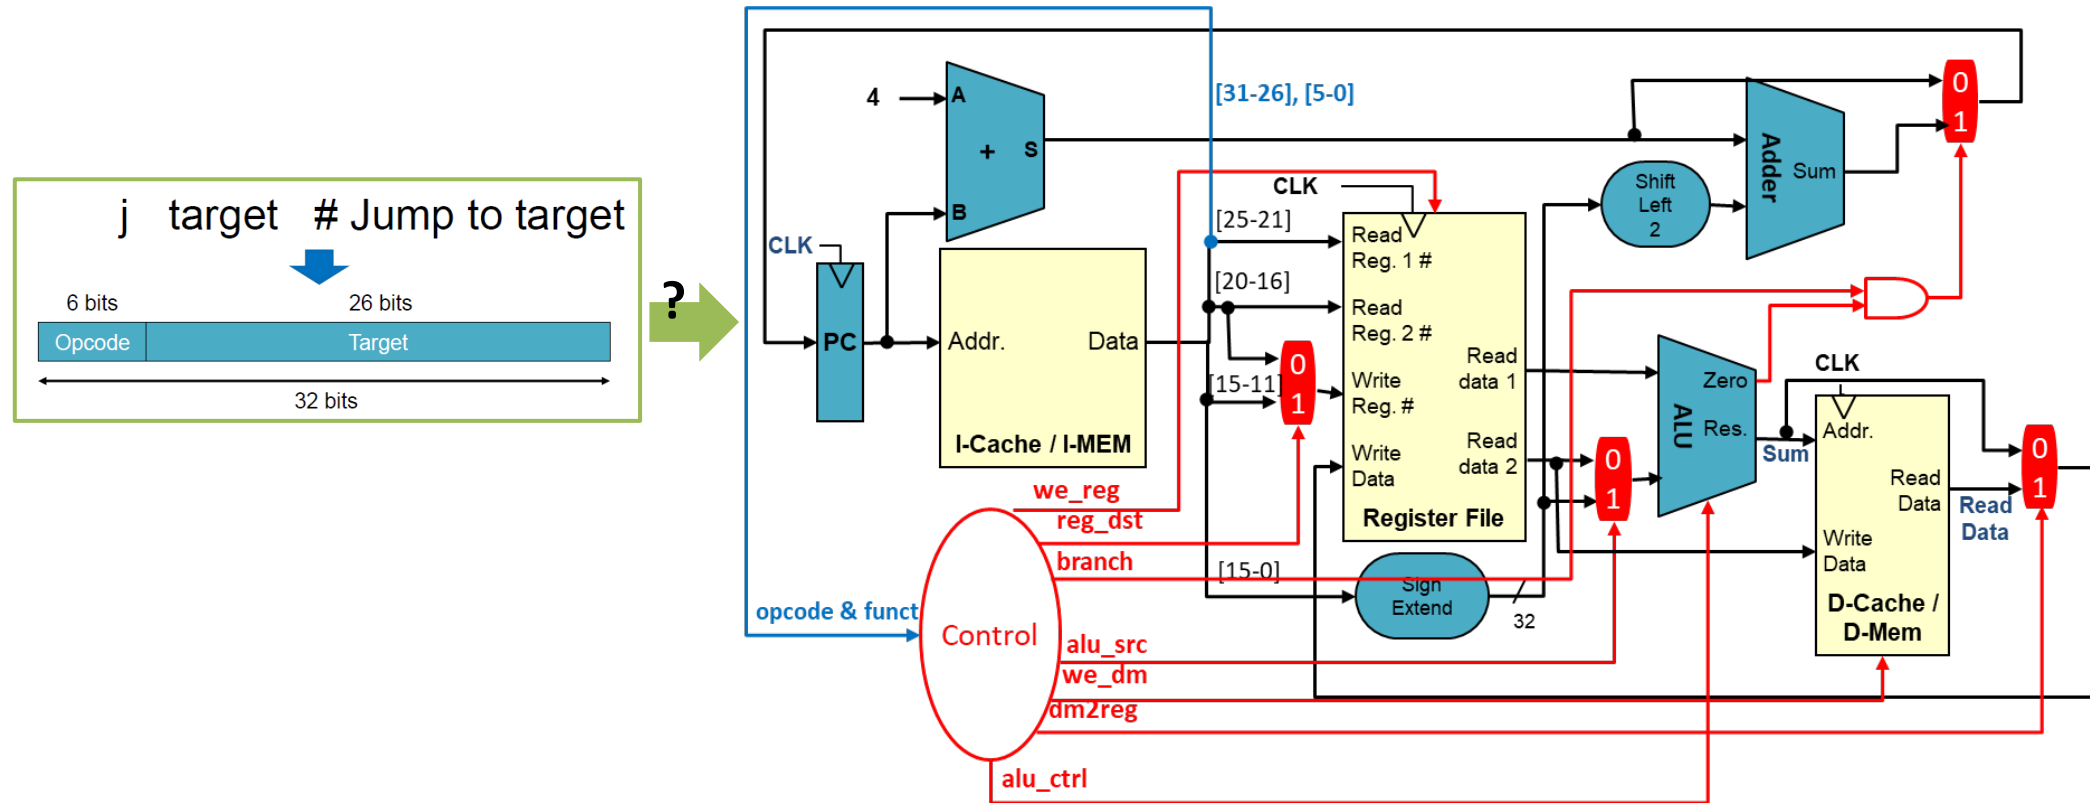 j target # Jump to target
6 bits
26 bits
Opcode
Target
32 bits
?
4
A
B
+
S
CLK
PC
Addr.
Data
I-Cache / I-MEM
[31-26], [5-0]
[25-21]
[20-16]
[15-11]
[15-0]
0
1
CLK
Read
Reg. 1 #
Read
Reg. 2 #
Write
Reg. #
Write
Data
Read
data 1
Read
data 2
Register File
Sign
Extend
32
Shift
Left
2
Adder
Sum
0
1
0
1
ALU
Zero
Res.
Sum
CLK
Addr.
Read
Data
Write
Data
D-Cache /
D-Mem
Read
Data
0
1
opcode & funct
Control
we_reg
reg_dst
branch
alu_src
we_dm
dm2reg
alu_ctrl